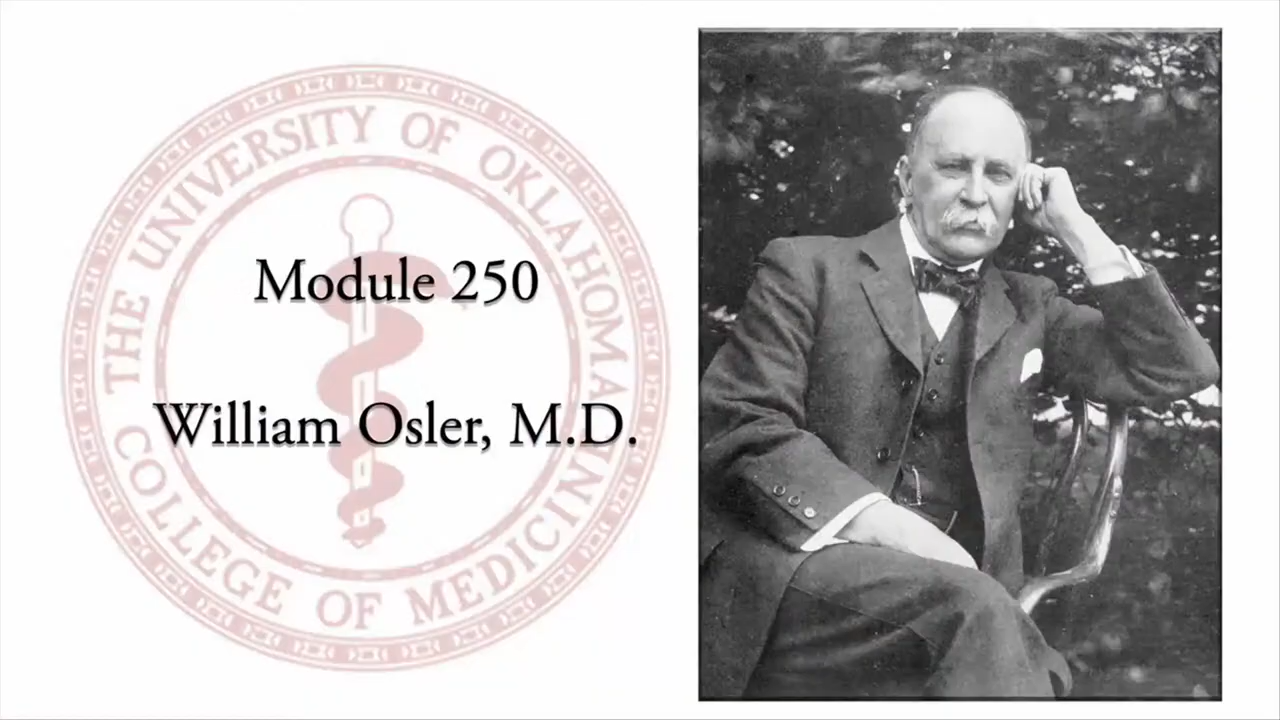 THE UNIVERSITY OF OKLAHOMA
COLLEGE OF MEDICINE
Module 250
William Osler, M.D.